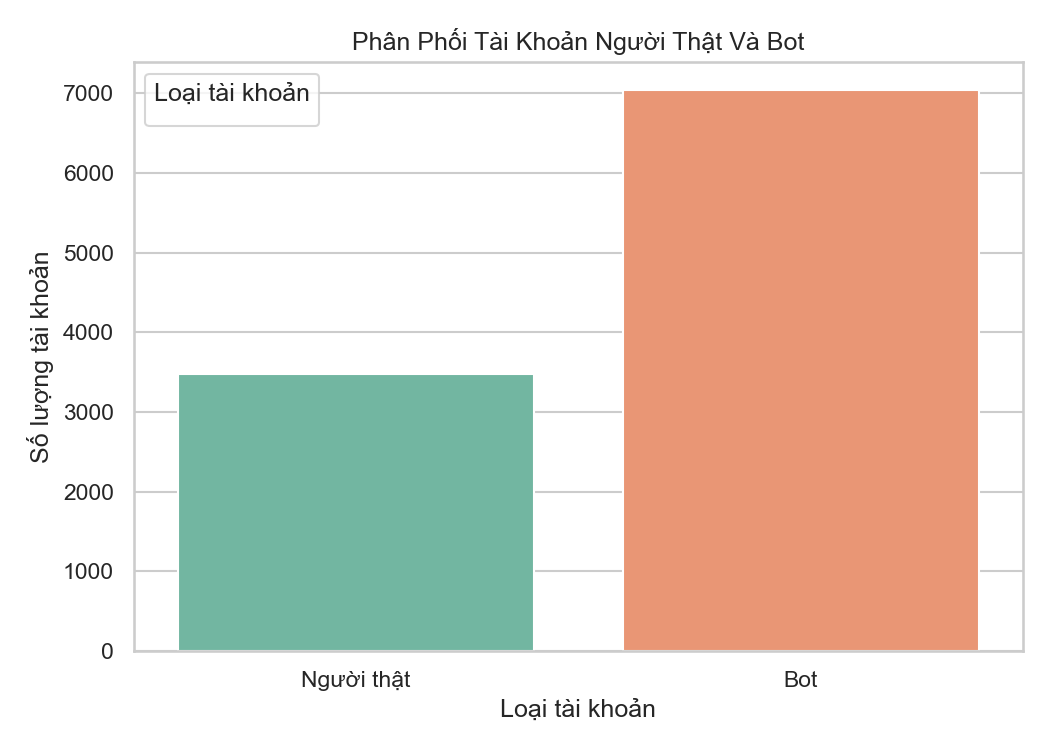 Phân Phối Tài Khoản Người Thật Và Bot
Loại tài khoản
7000
6000
5000
4000
3000
2000
1000
0
Số lượng tài khoản
Người thật
Bot
Loại tài khoản